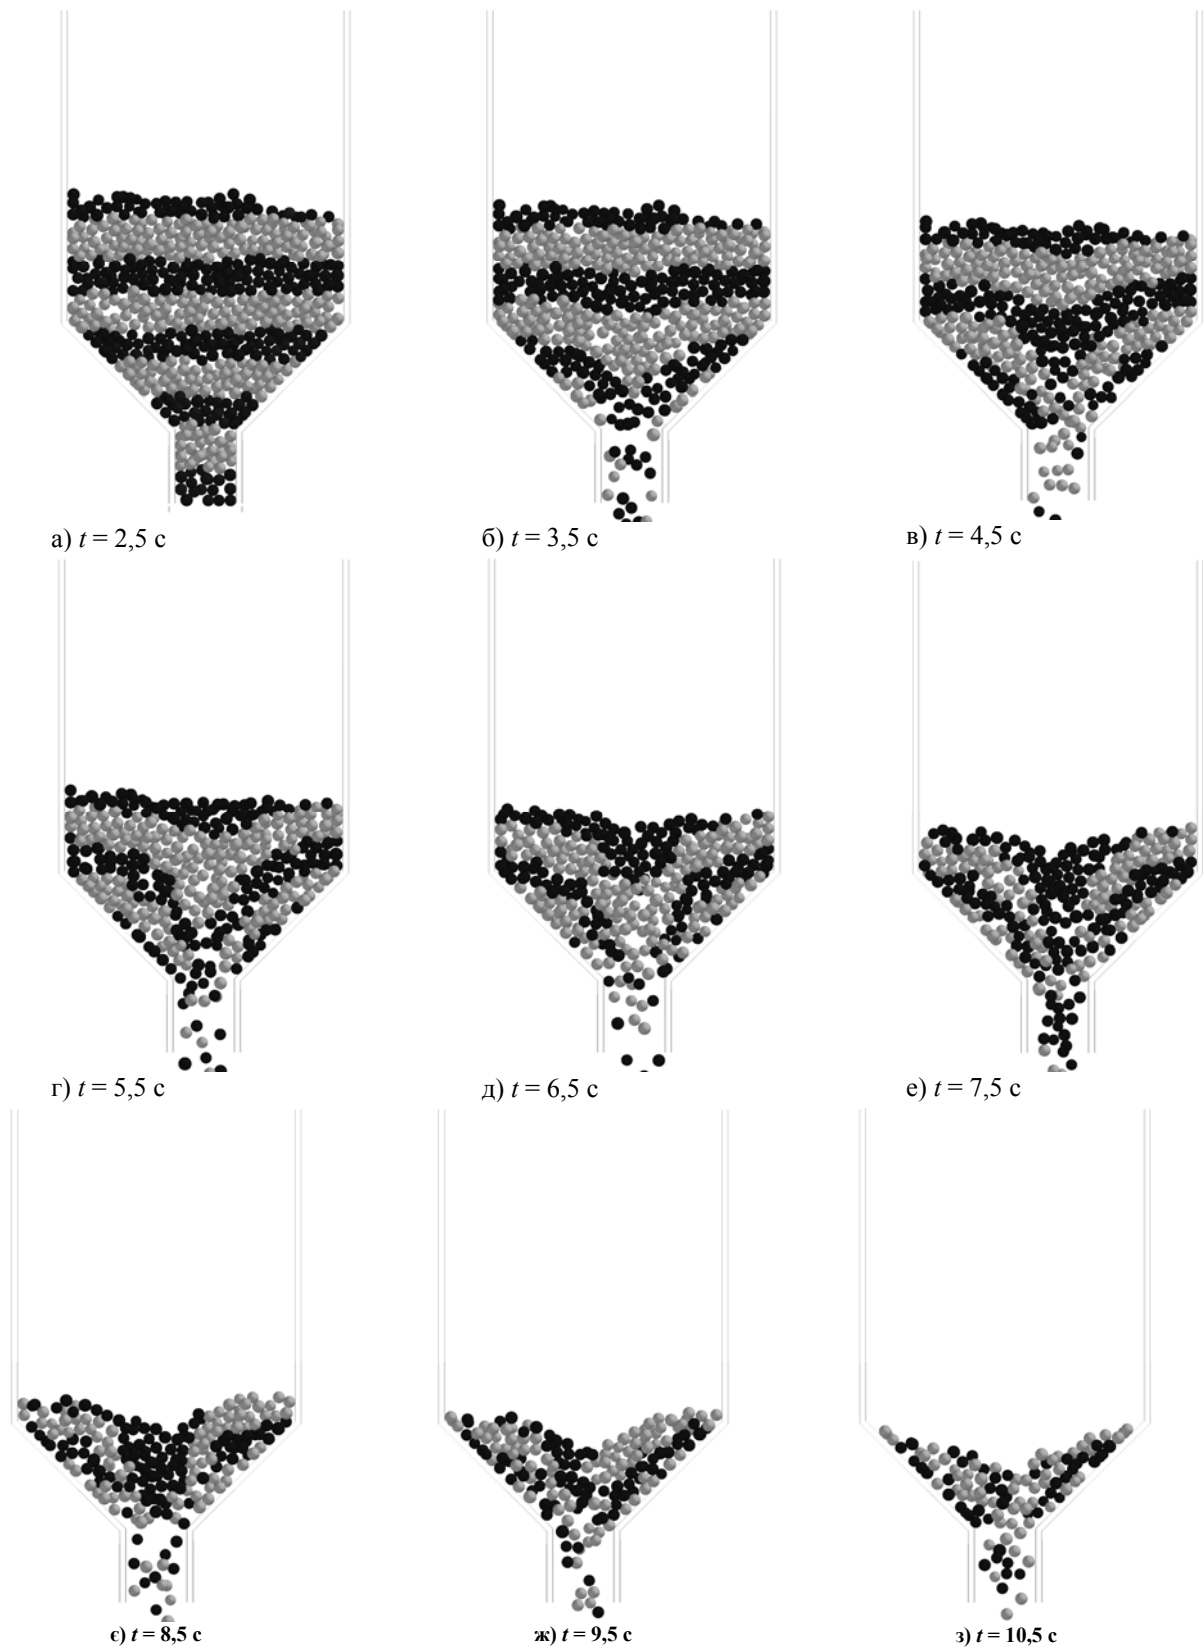 а) t = 2,5 с
б) t = 3,5 с
в) t = 4,5 с
г) t = 5,5 с
д) t = 6,5 с
е) t = 7,5 с
є) t = 8,5 с
ж) t = 9,5 с
з) t = 10,5 с